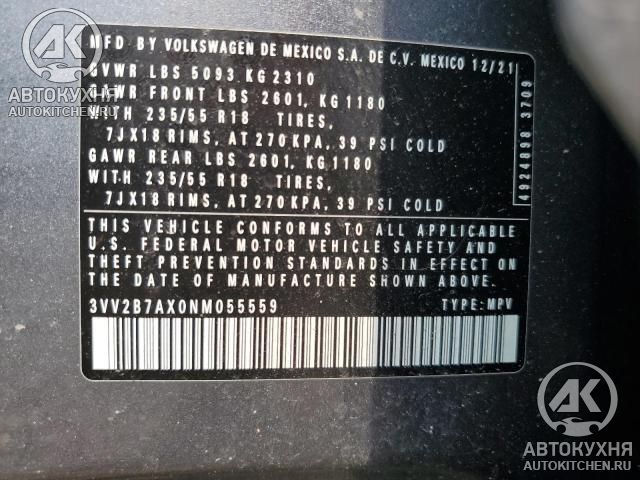 MFD BY VOLKSWAGEN DE MEXICO S.A. DE C.V. MEXICO 12/21
GVWR LBS 5093 KG 2310
GAWR FRONT LBS 2601, KG 1180
WITH 235/55 R18 TIRES,
7JX18 RIMS, AT 270 KPA, 39 PSI COLD
GAWR REAR LBS 2601, KG 1180
WITH 235/55 R18 TIRES,
7JX18 RIMS, AT 270 KPA, 39 PSI COLD
4924898 3709
THIS VEHICLE CONFORMS TO ALL APPLICABLE
U.S. FEDERAL MOTOR VEHICLE SAFETY AND
THEFT PREVENTION STANDARDS IN EFFECT ON
THE DATE OF MANUFACTURE SHOWN ABOVE.
3VV2B7AX0NM055559 TYPE: MPV
АК
АВТОКУХНЯ
AUTOKITCHEN.RU
АК
АВТОКУХНЯ
AUTOKITCHEN.RU